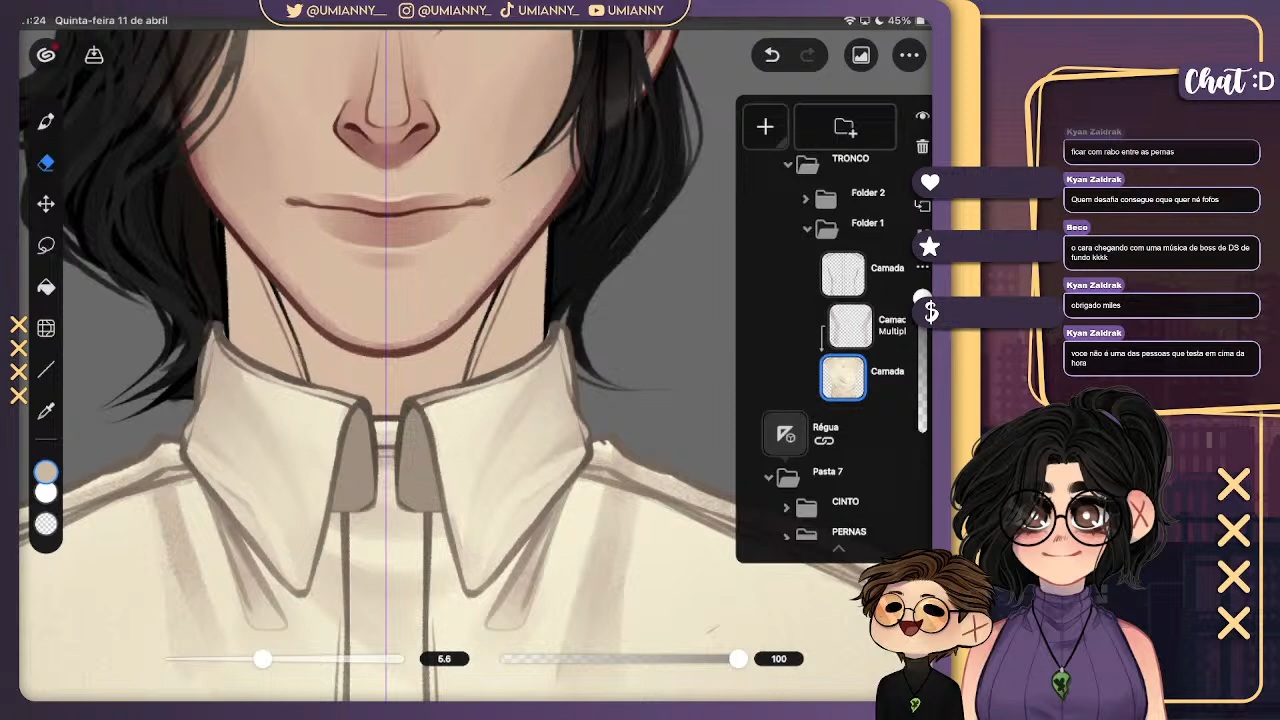 @UMIANNY__ @UMIANNY_ UMIANNY_ UMIANNY
:24 Quinta-feira 11 de abril
45%
Chat :D
Kyan Zaldrak
ficar com rabo entre as pernas
Kyan Zaldrak
Quem desafia consegue oque quer né fofos
Beco
o cara chegando com uma música de boss de DS de
fundo kkkk
Kyan Zaldrak
obrigado miles
Kyan Zaldrak
voce não é uma das pessoas que testa em cima da
hora
TRONCO
Folder 2
Folder 1
Camada
Camac
Multipl
Camada
Régua
Pasta 7
CINTO
PERNAS
5.6
100